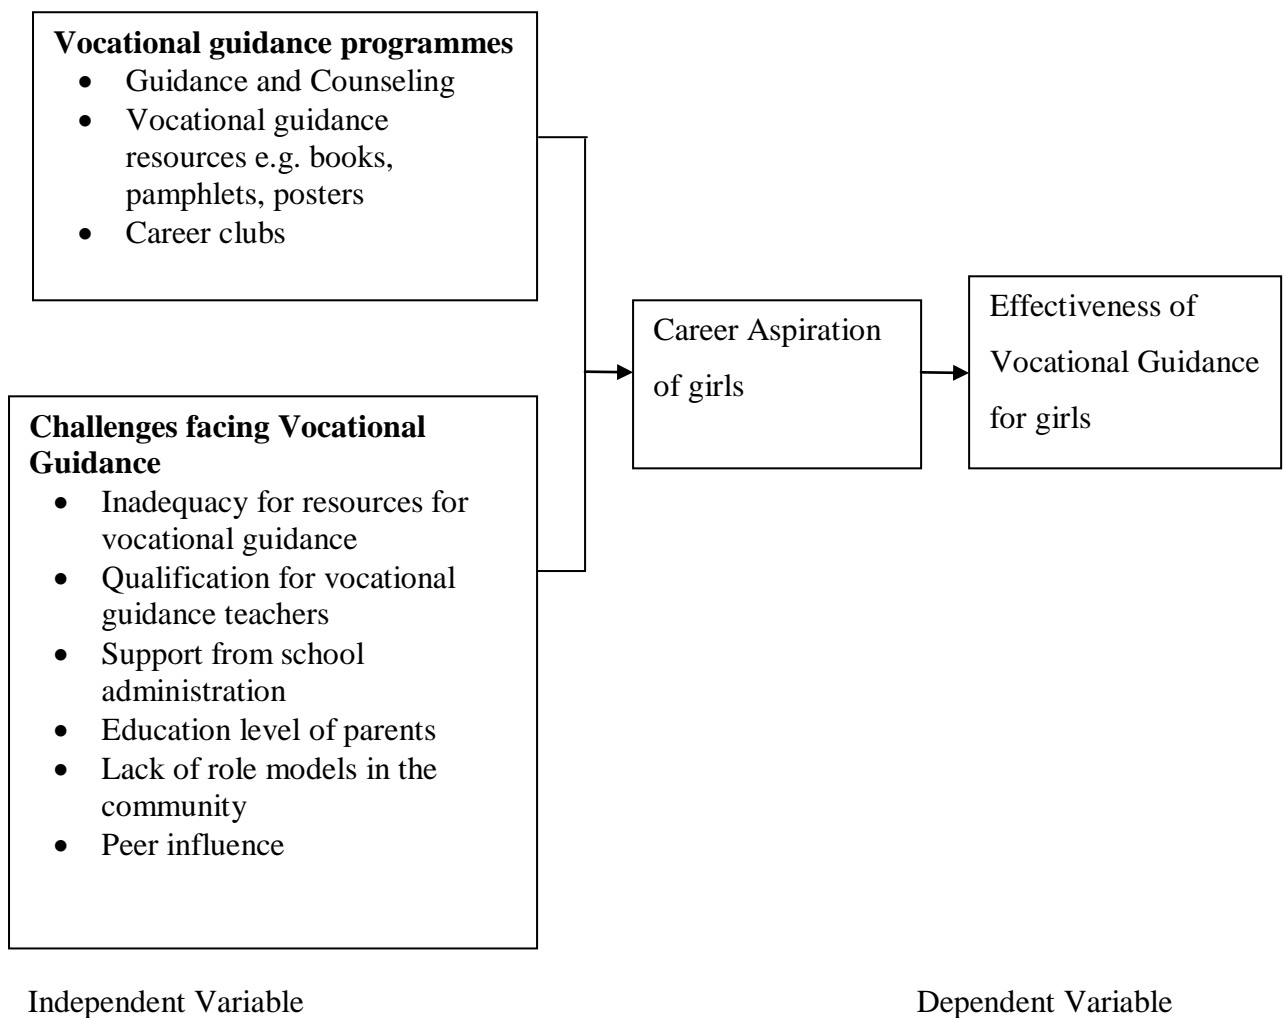 Vocational guidance programmes
• Guidance and Counseling
• Vocational guidance
resources e.g. books,
pamphlets, posters
• Career clubs
Challenges facing Vocational
Guidance
• Inadequacy for resources for
vocational guidance
• Qualification for vocational
guidance teachers
• Support from school
administration
• Education level of parents
• Lack of role models in the
community
• Peer influence
Career Aspiration
of girls
Effectiveness of
Vocational Guidance
for girls
Independent Variable
Dependent Variable